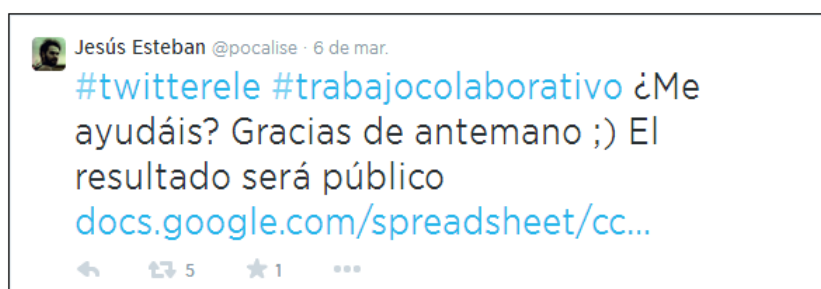 Jesús Esteban @pocalise · 6 de mar.
#twitterele #trabajocolaborativo ¿Me
ayudáis? Gracias de antemano ;) El
resultado será público
docs.google.com/spreadsheet/cc...
5 1